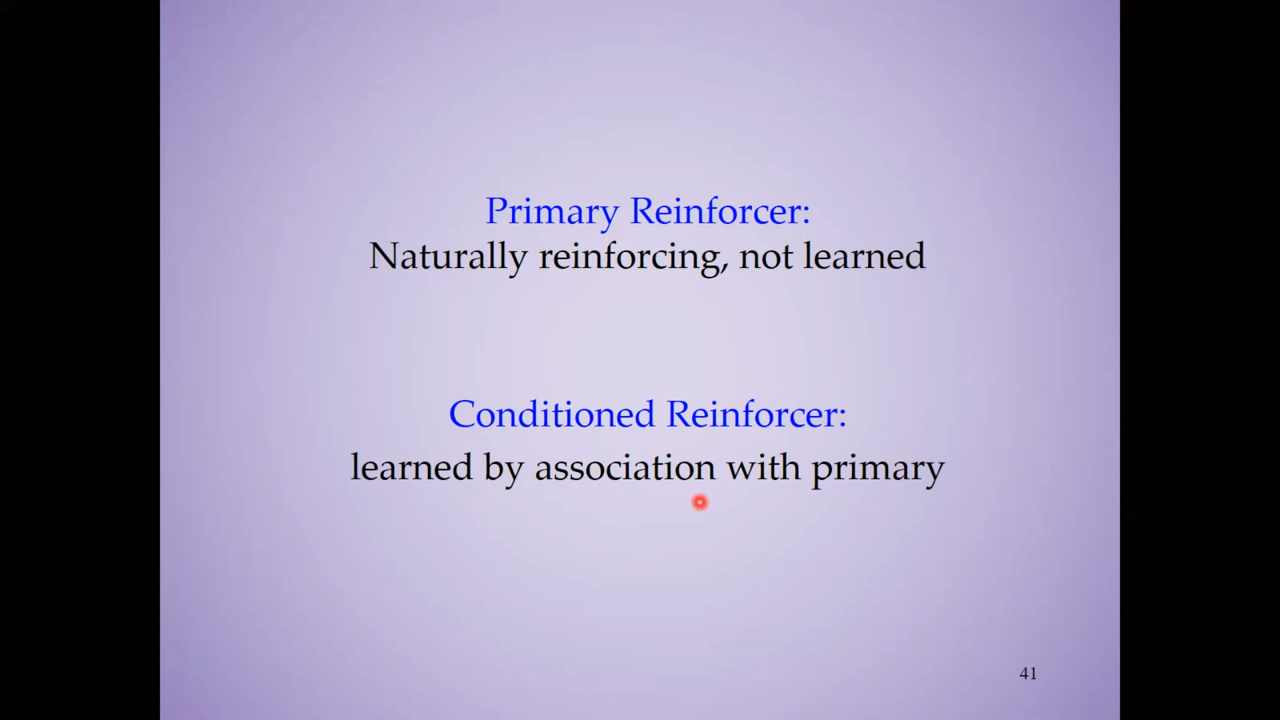 Primary Reinforcer:
Naturally reinforcing, not learned
Conditioned Reinforcer:
learned by association with primary
41